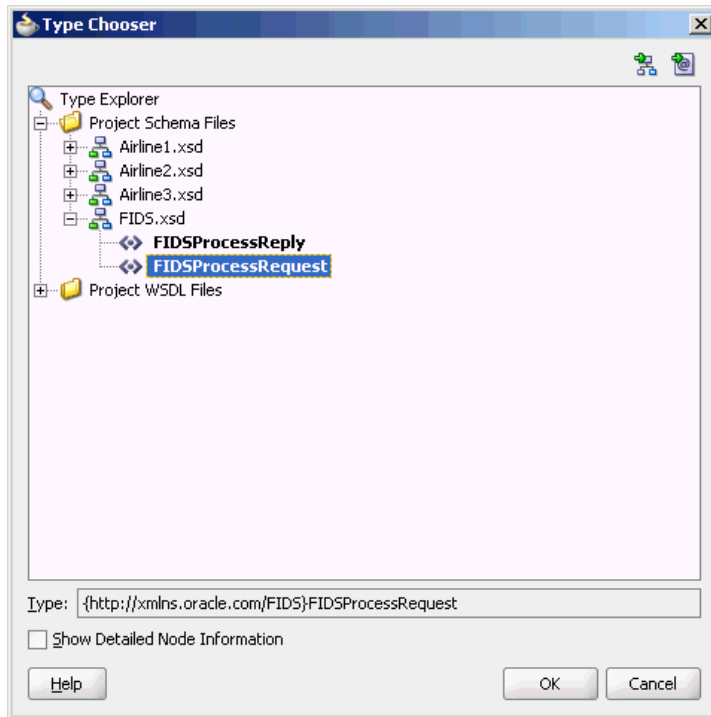 Type Chooser
Type Explorer
Project Schema Files
Airline1.xsd
Airline2.xsd
Airline3.xsd
FIDS.xsd
FIDSProcessReply
FIDSProcessRequest
Project WSDL Files
Type: {http://xmlns.oracle.com/FIDS}FIDSProcessRequest
Show Detailed Node Information
Help OK Cancel